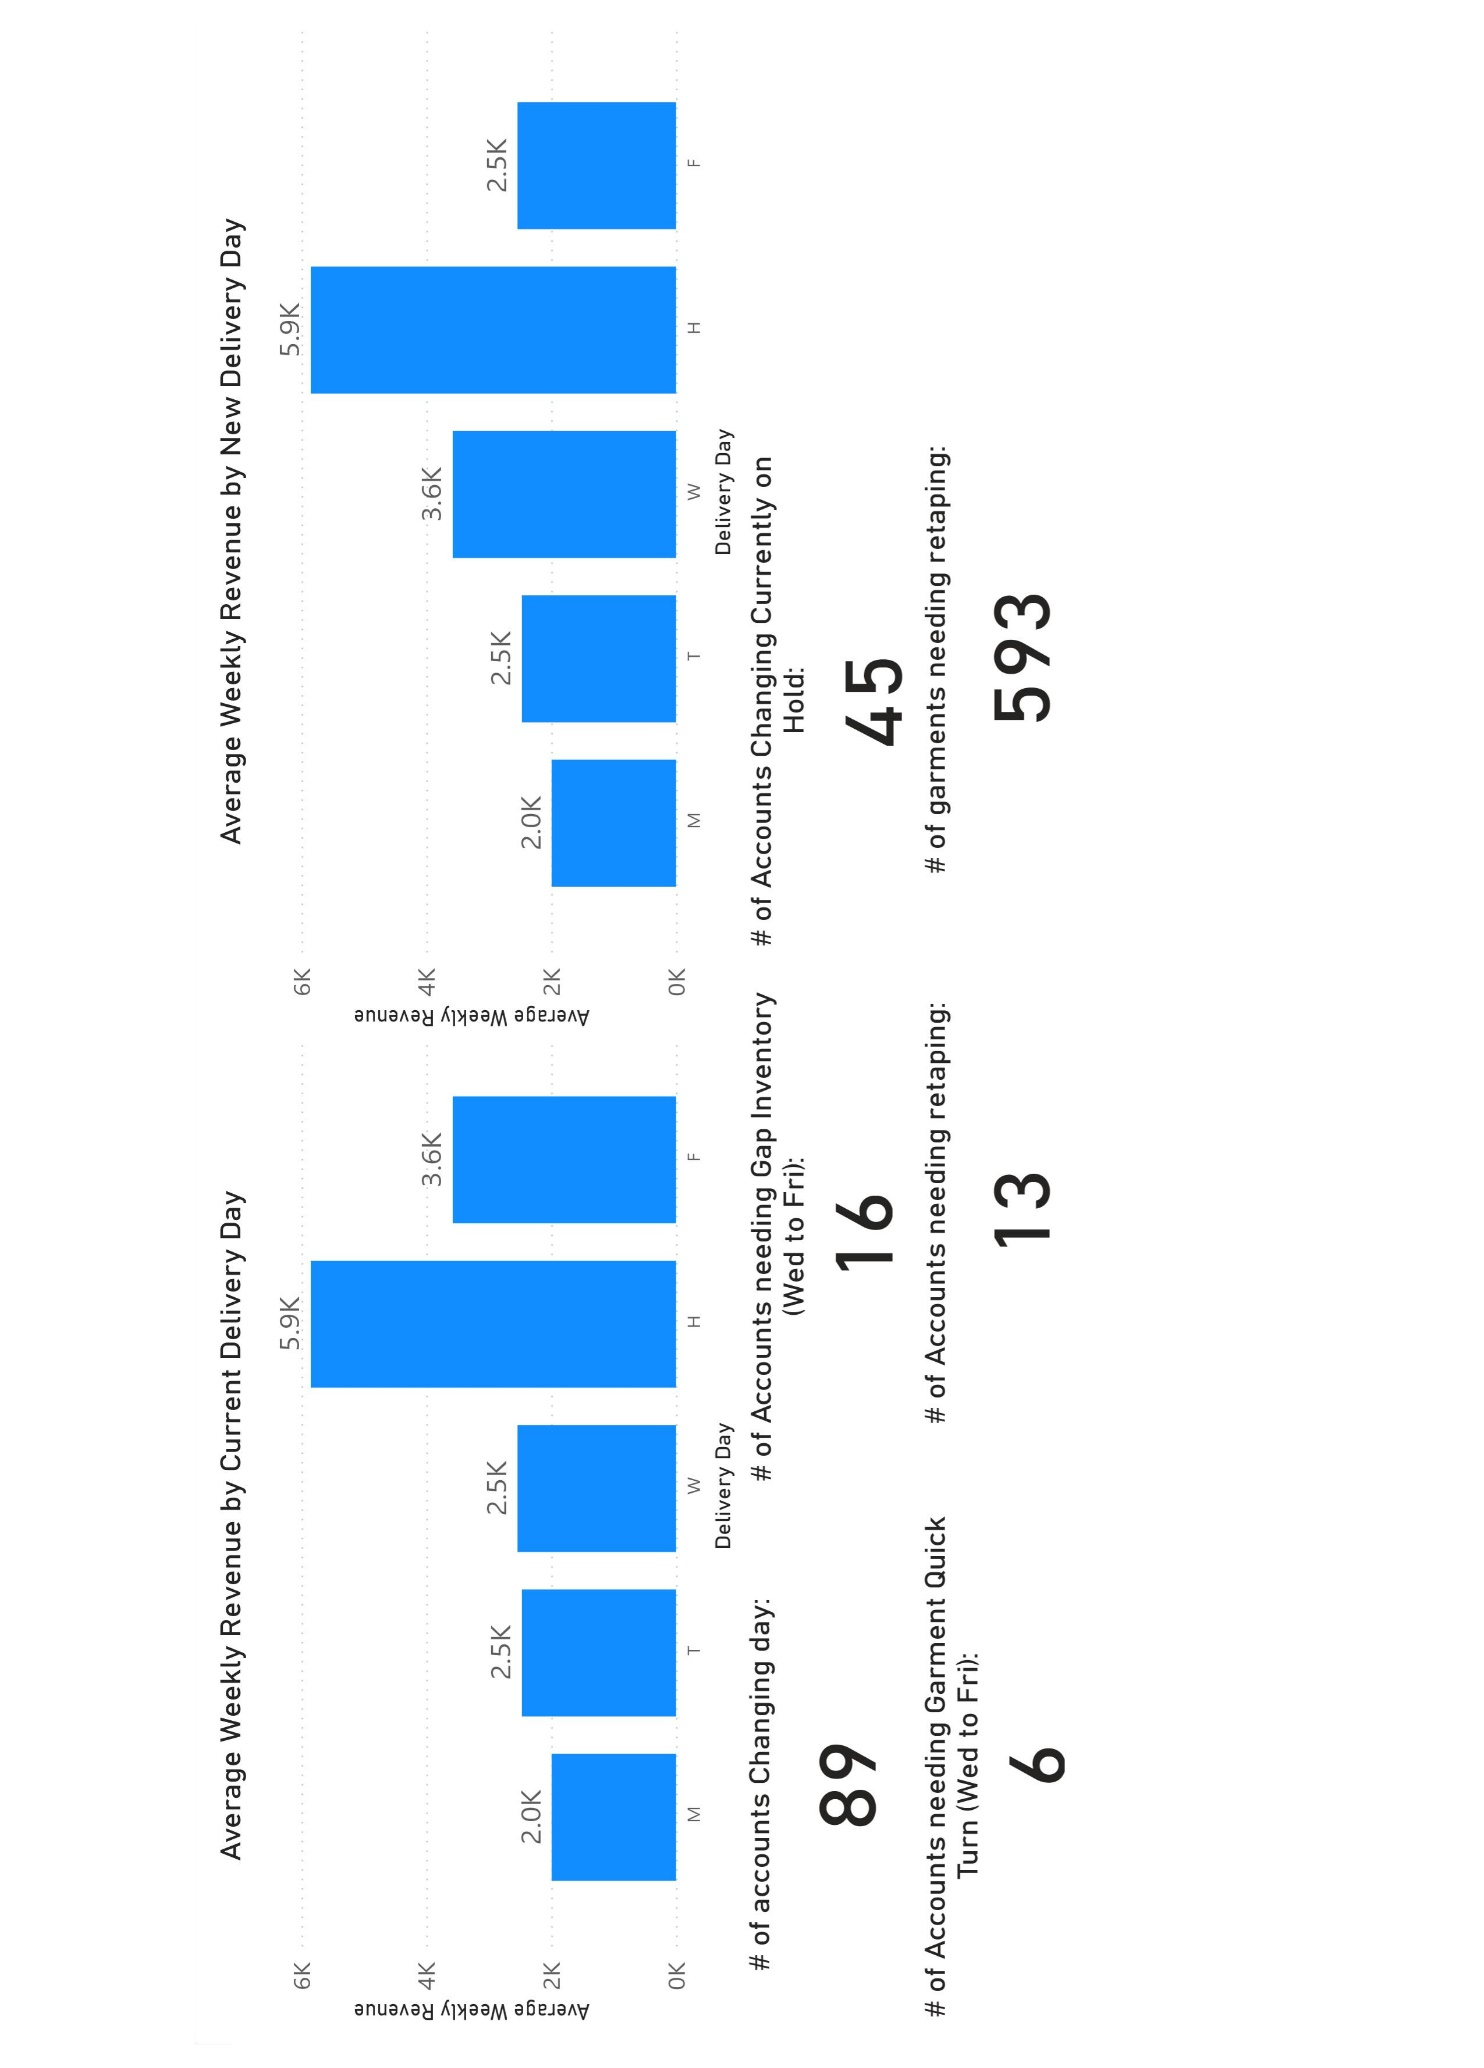 Average Weekly Revenue by Current Delivery Day
Average Weekly Revenue
6K
4K
2K
0K
2.0K
2.5K
2.5K
5.9K
3.6K
M
T
W
H
F
Delivery Day
Average Weekly Revenue by New Delivery Day
Average Weekly Revenue
6K
4K
2K
0K
2.0K
2.5K
3.6K
5.9K
2.5K
M
T
W
H
F
Delivery Day
# of accounts Changing day:
89
# of Accounts needing Gap Inventory
(Wed to Fri):
16
# of Accounts Changing Currently on
Hold:
45
# of Accounts needing Garment Quick
Turn (Wed to Fri):
6
# of Accounts needing retaping:
13
# of garments needing retaping:
593